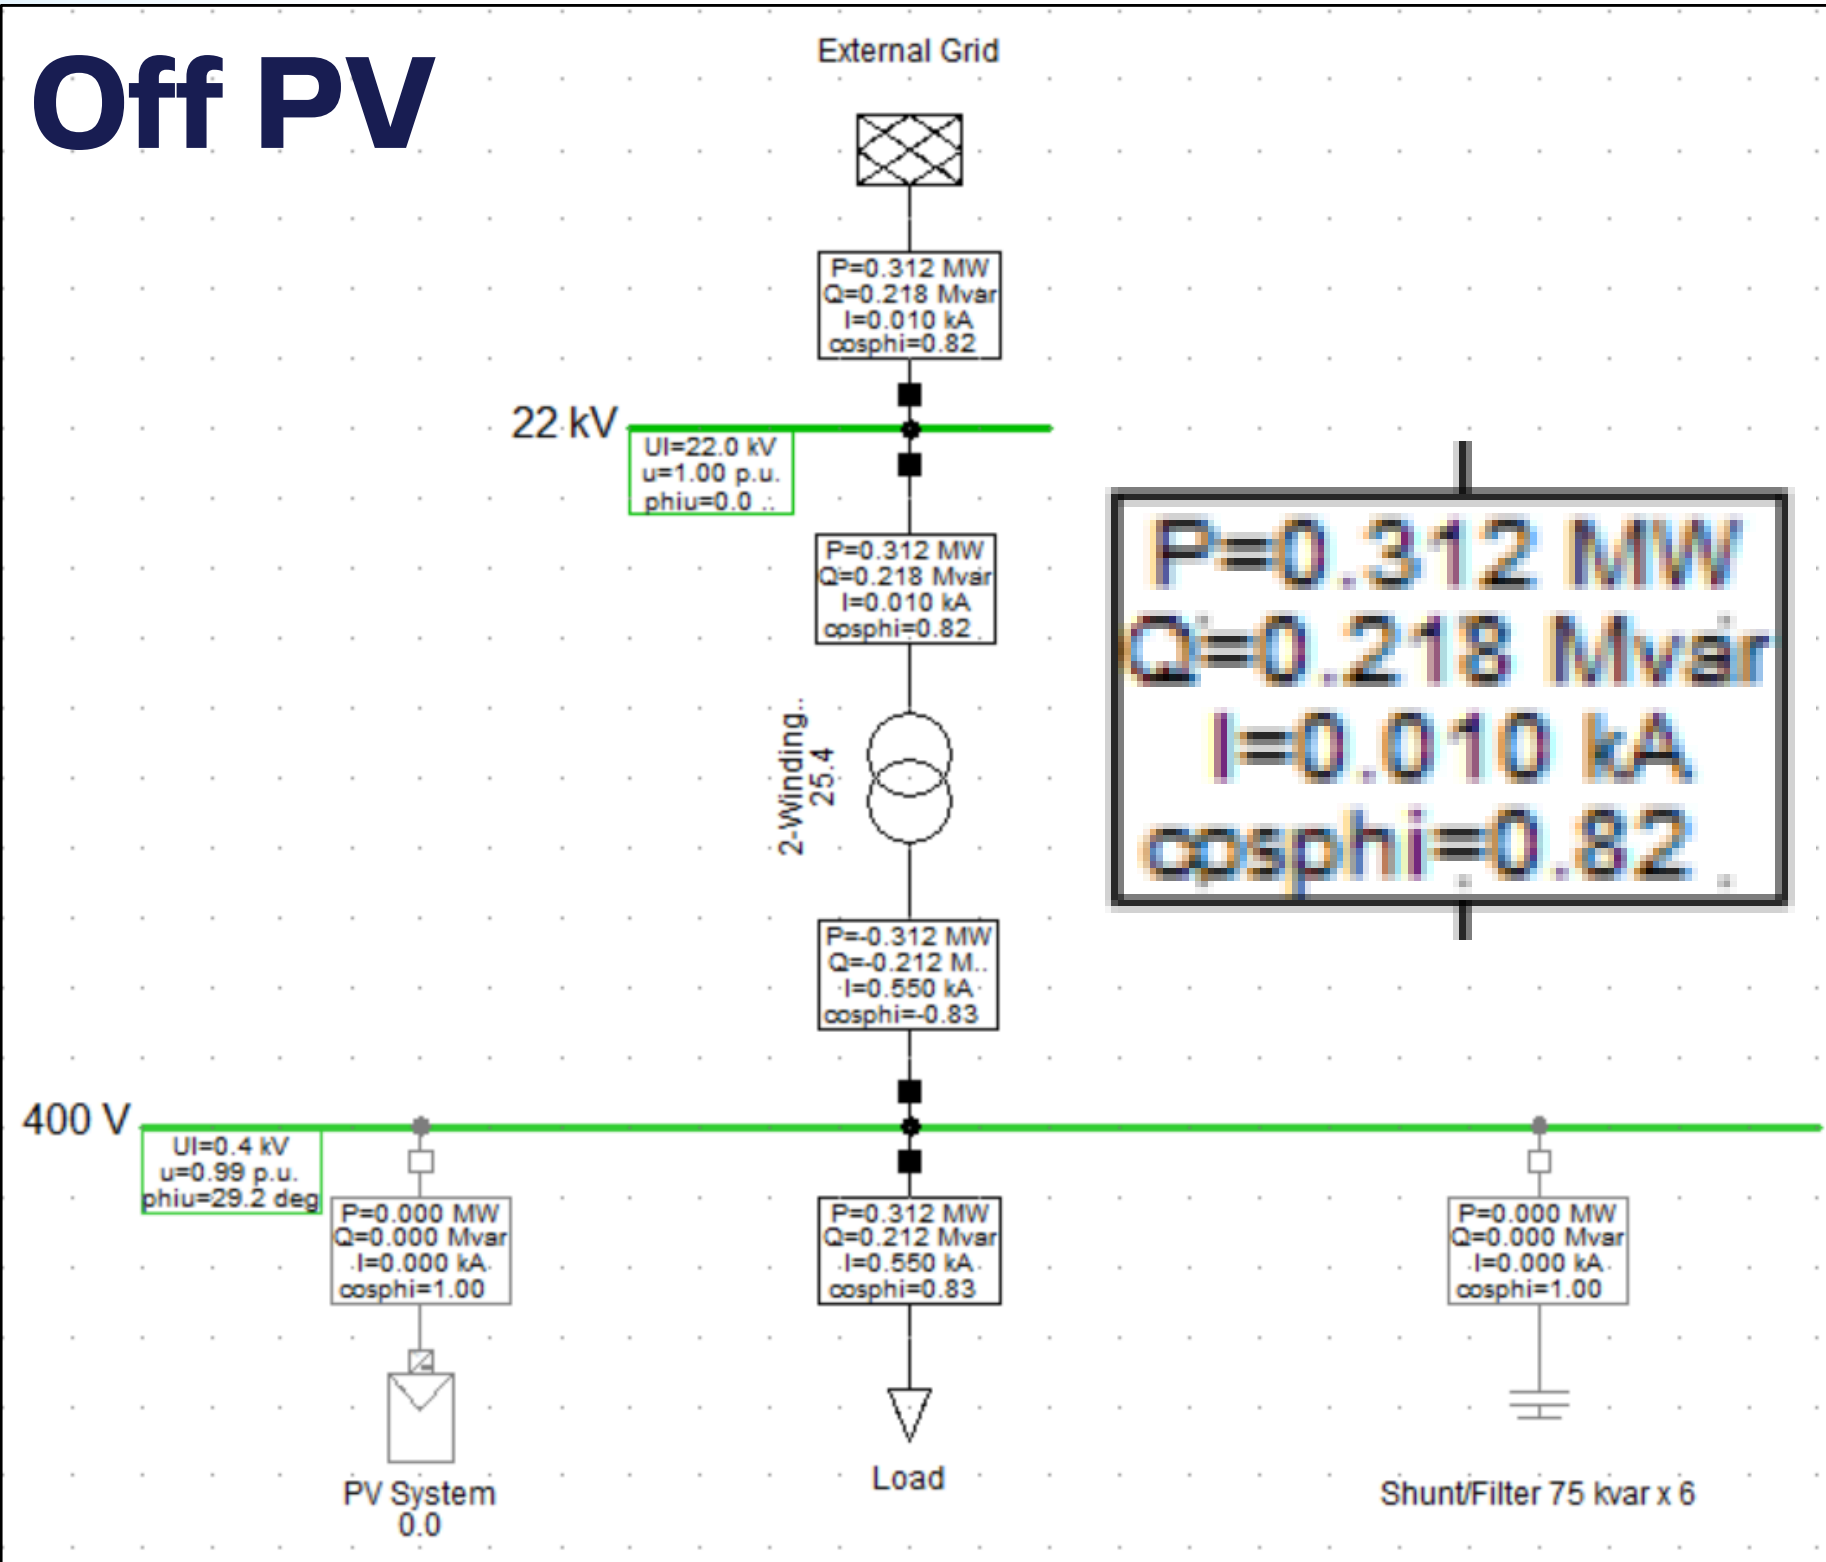 Off PV
External Grid
P=0.312 MW
Q=0.218 Mvar
I=0.010 kA
cosphi=0.82
22 kV
Ul=22.0 kV
u=1.00 p.u.
phiu=0.0 ..
P=0.312 MW
Q=0.218 Mvar
I=0.010 kA
cosphi=0.82
P=0.312 MW
Q=0.218 Mvar
I=0.010 kA
cosphi=0.82
2-Winding..
25.4
P=-0.312 MW
Q=-0.212 M..
I=0.550 kA
cosphi=-0.83
400 V
Ul=0.4 kV
u=0.99 p.u.
phiu=29.2 deg
P=0.000 MW
Q=0.000 Mvar
I=0.000 kA
cosphi=1.00
P=0.312 MW
Q=0.212 Mvar
I=0.550 kA
cosphi=0.83
P=0.000 MW
Q=0.000 Mvar
I=0.000 kA
cosphi=1.00
PV System
0.0
Load
Shunt/Filter 75 kvar x 6